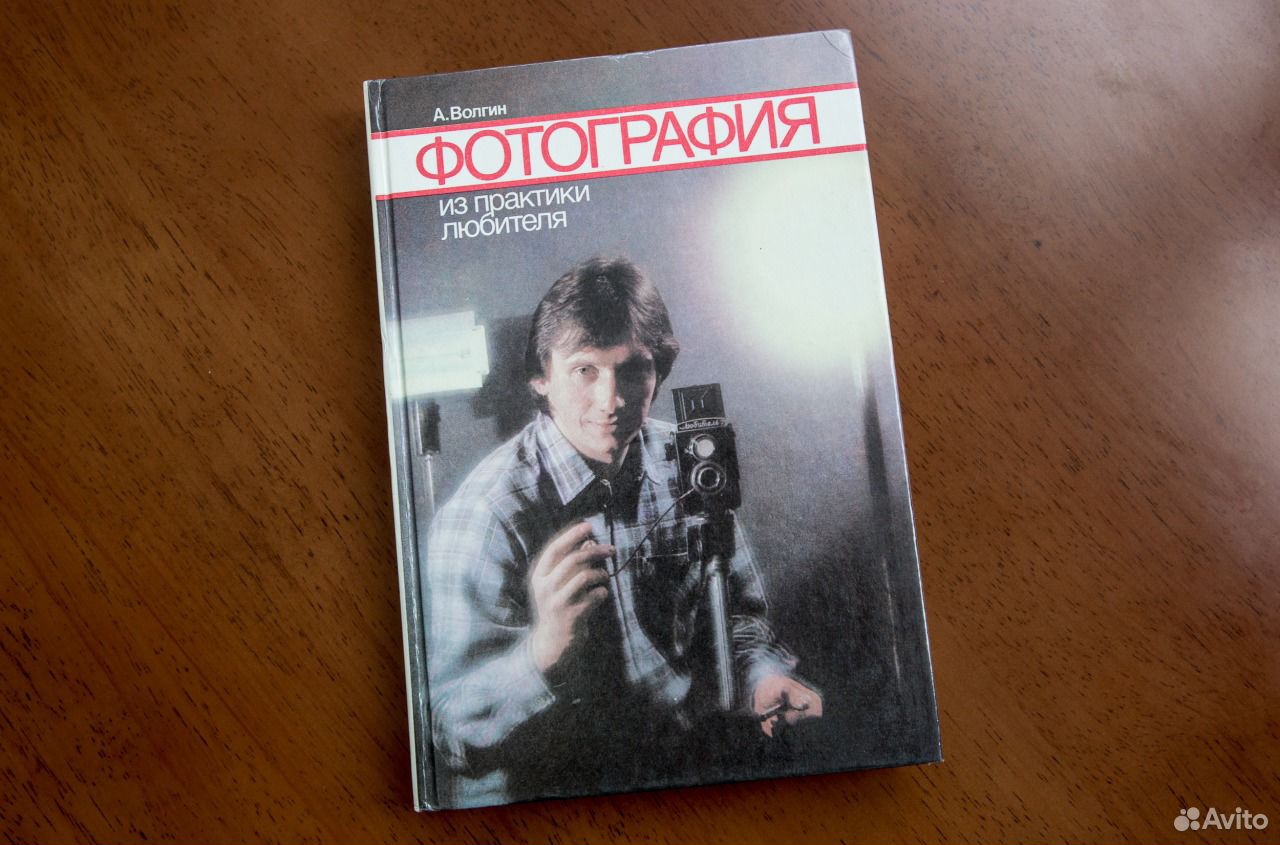 А.Волгин
ФОТОГРАФИЯ
из практики
любителя
Любитель
Avito